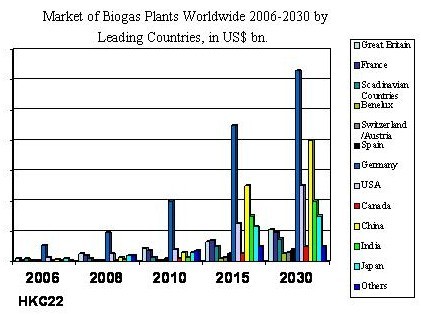 Market of Biogas Plants Worldwide 2006-2030 by
Leading Countries, in US$ bn.
Great Britain
France
Scadinavian
Countries
Benelux
Switzerland
/Austria
Spain
Germany
USA
Canada
China
India
Japan
Others
2006
2008
2010
2015
2030
HKC22